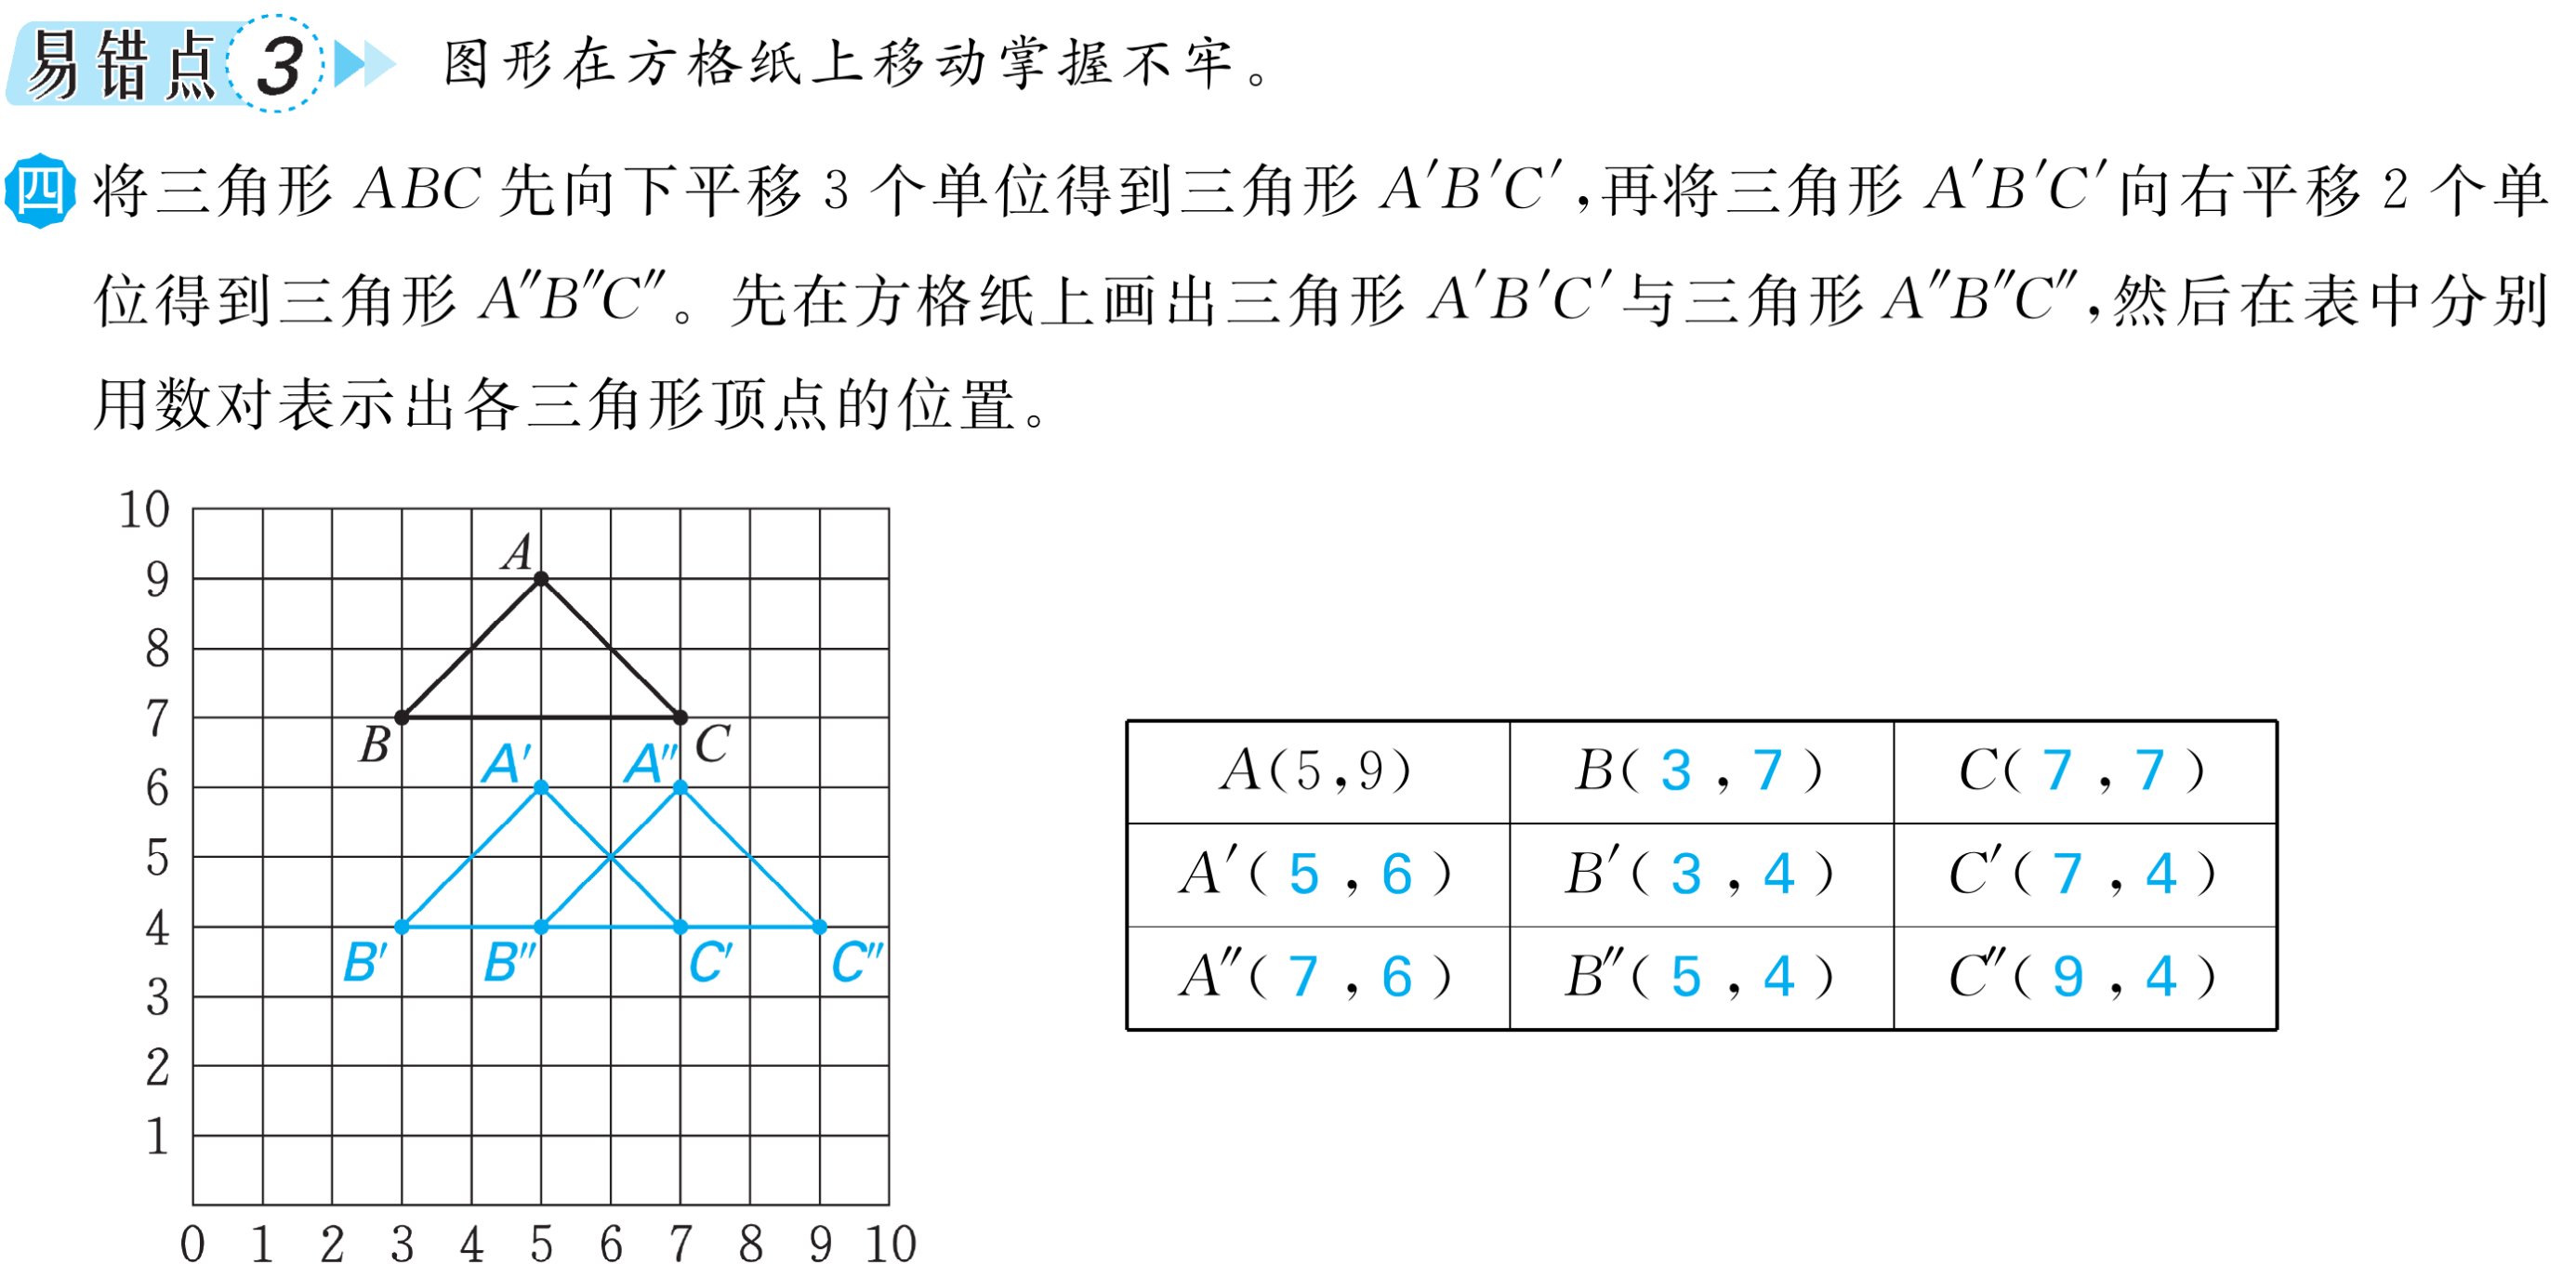 易错点 3 图形在方格纸上移动掌握不牢。
四 将三角形 ABC 先向下平移 3 个单位得到三角形 A′B′C′,再将三角形 A′B′C′向右平移 2 个单
位得到三角形 A″B″C″。先在方格纸上画出三角形 A′B′C′与三角形 A″B″C″,然后在表中分别
用数对表示出各三角形顶点的位置。
10
9
8
7
6
5
4
3
2
1
0 1 2 3 4 5 6 7 8 9 10
A
B C
A′ A″
B′ B″ C′ C″
A(5,9) B(3,7) C(7,7)
A′(5,6) B′(3,4) C′(7,4)
A″(7,6) B″(5,4) C″(9,4)